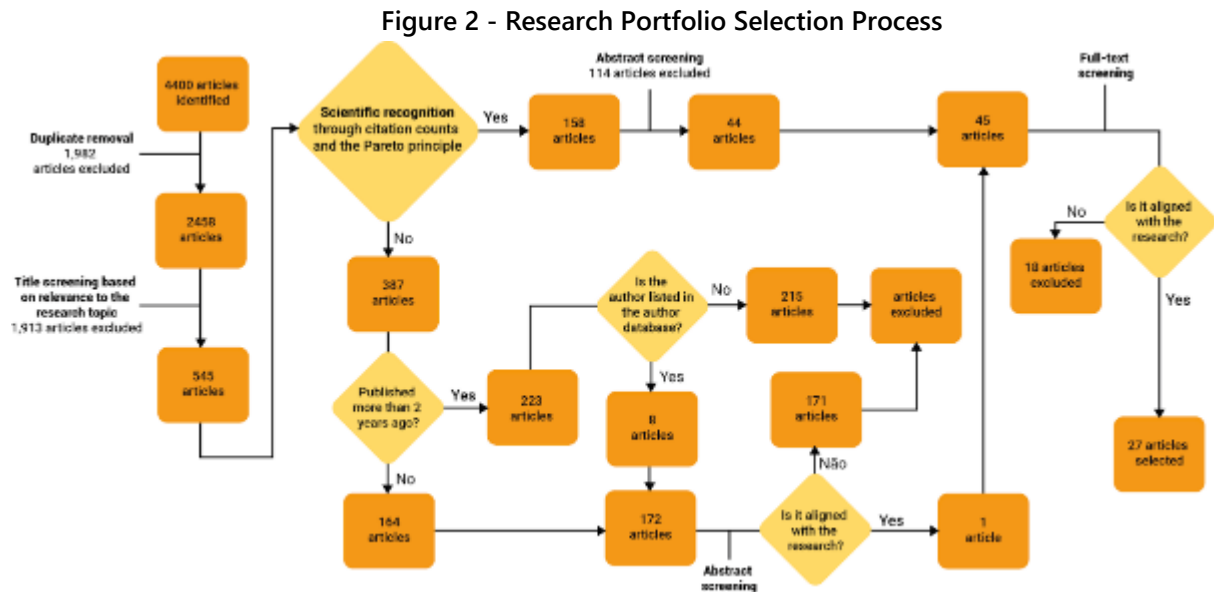 Figure 2 - Research Portfolio Selection Process
4400 articles
identified
Duplicate removal
1,982
articles excluded
2458
articles
Title screening based
on relevance to the
research topic
1,913 articles excluded
545
articles
Scientific recognition
through citation counts
and the Pareto principle
Yes
158
articles
Abstract screening
114 articles excluded
44
articles
45
articles
Full-text
screening
Is it aligned
with the
research?
No
18 articles
excluded
Yes
27 articles
selected
No
387
articles
Published
more than 2
years ago?
Yes
223
articles
Is the
author listed in
the author
database?
No
215
articles
articles
excluded
Yes
8
articles
No
164
articles
172
articles
Abstract
screening
Is it aligned
with the
research?
Não
171
articles
Yes
1
article